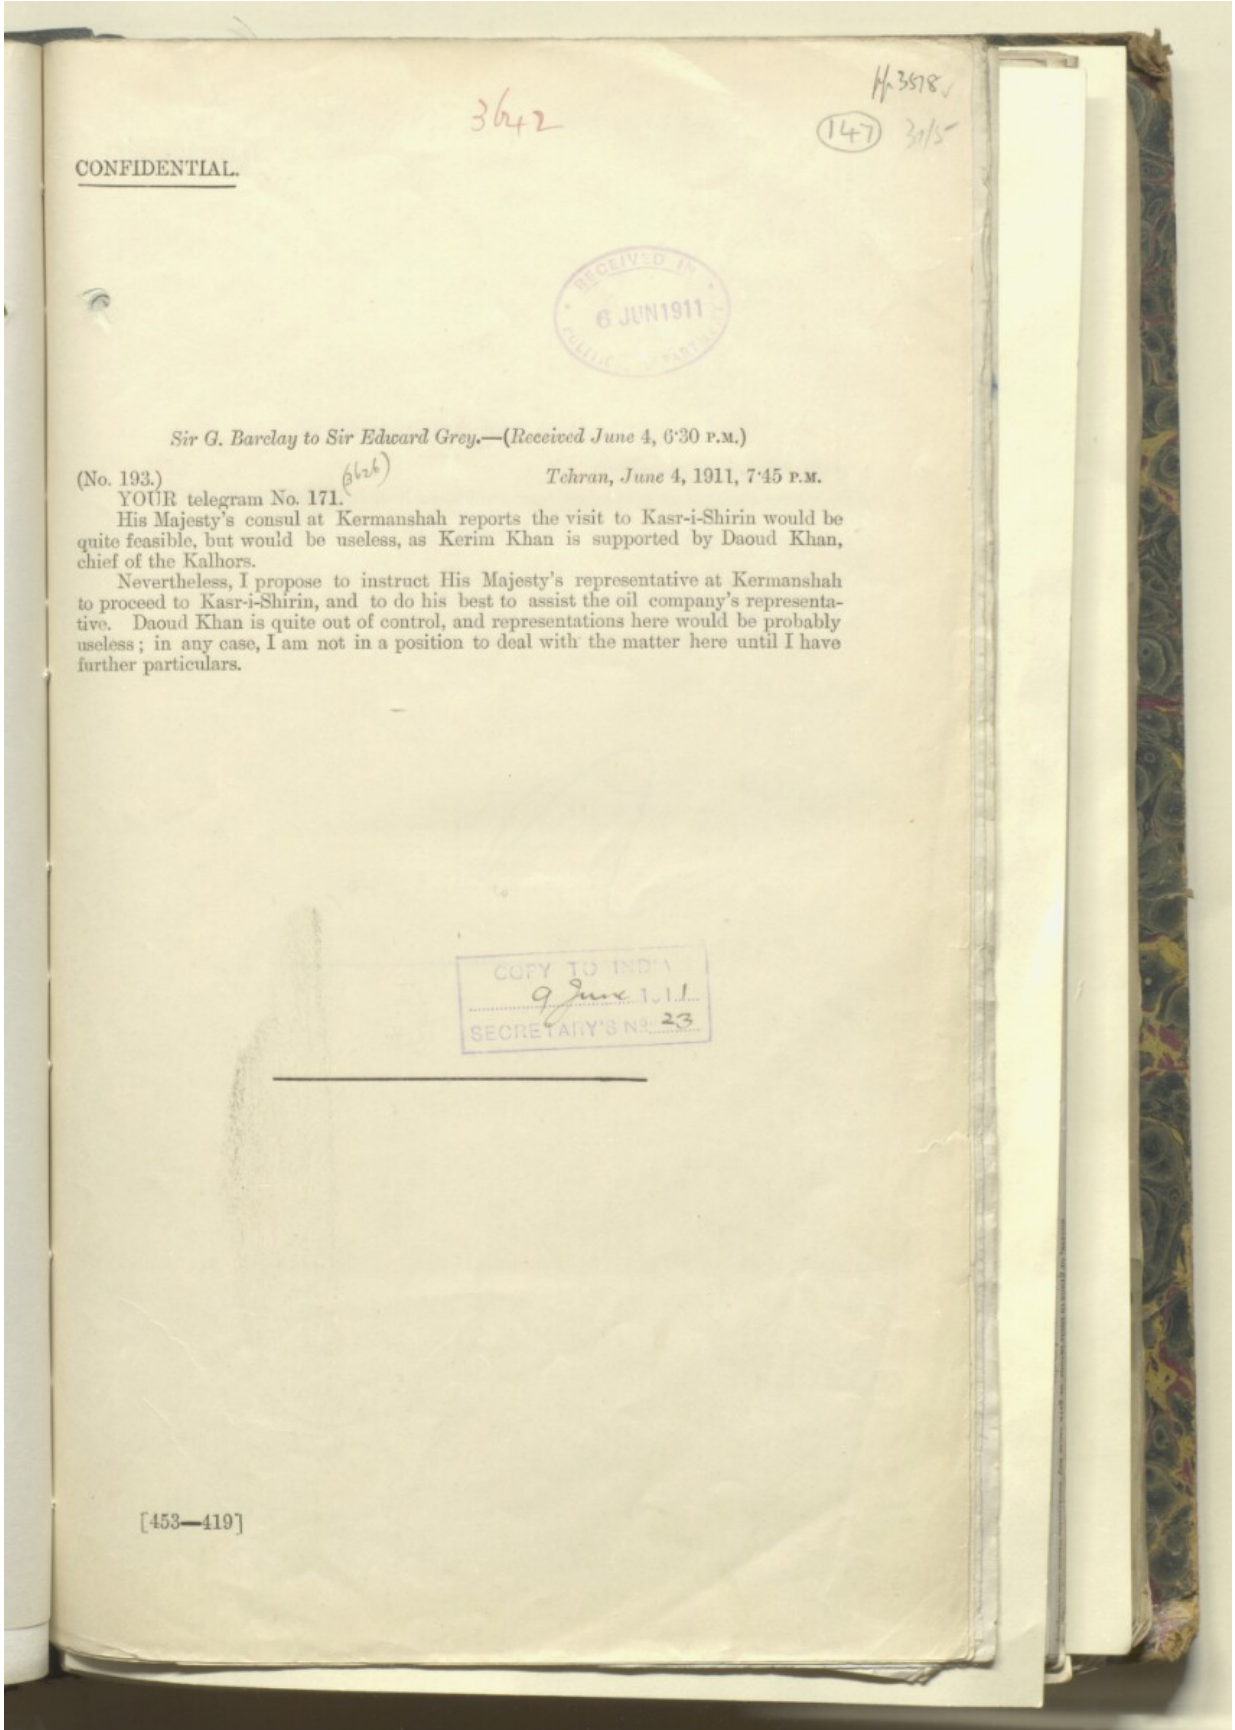 3642
147
31/5
CONFIDENTIAL.
RECEIVED IN
6 JUN 1911
Sir G. Barclay to Sir Edward Grey.—(Received June 4, 6·30 P.M.)
(3626)
(No. 193.) Tehran, June 4, 1911, 7·45 P.M.
YOUR telegram No. 171.
His Majesty's consul at Kermanshah reports the visit to Kasr-i-Shirin would be
quite feasible, but would be useless, as Kerim Khan is supported by Daoud Khan,
chief of the Kalhors.
Nevertheless, I propose to instruct His Majesty's representative at Kermanshah
to proceed to Kasr-i-Shirin, and to do his best to assist the oil company's representa-
tive. Daoud Khan is quite out of control, and representations here would be probably
useless; in any case, I am not in a position to deal with the matter here until I have
further particulars.
COPY TO INDIA
9 June 1911
SECRETARY'S No. 23
[453—419]